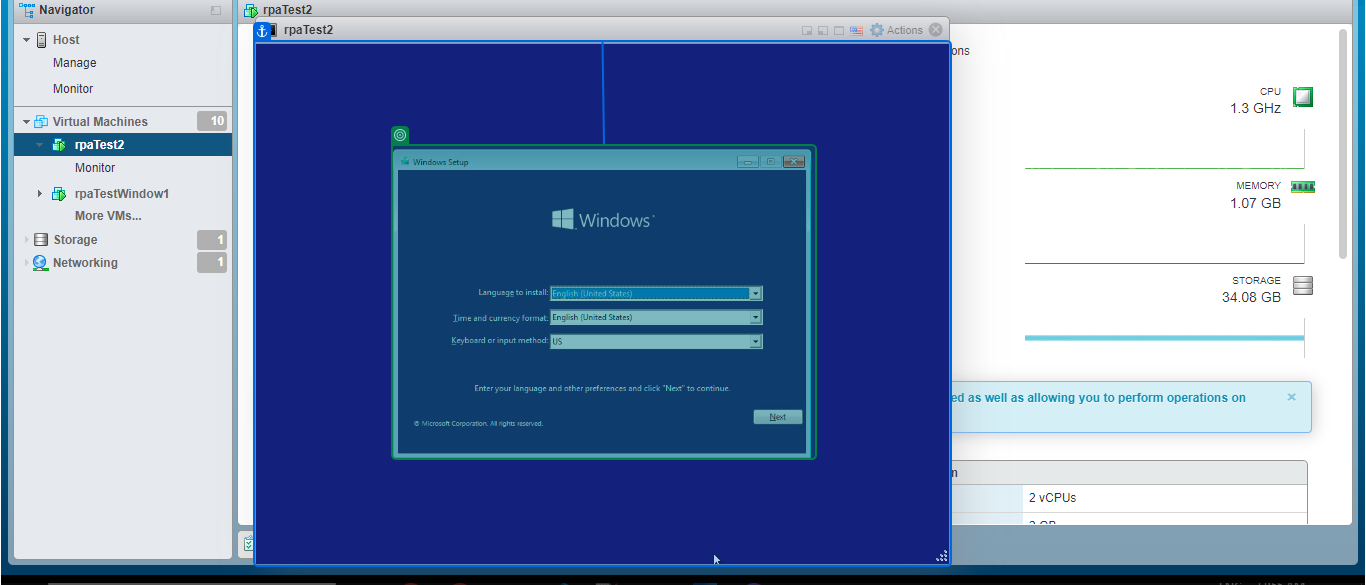 Navigator
Host
Manage
Monitor
Virtual Machines
10
rpaTest2
Monitor
rpaTestWindow1
More VMs...
Storage
1
Networking
1
rpaTest2
rpaTest2
Actions
ons
CPU
1.3 GHz
MEMORY
1.07 GB
STORAGE
34.08 GB
ed as well as allowing you to perform operations on
2 vCPUs
Windows Setup
Windows
Language to install: English (United States)
Time and currency format: English (United States)
Keyboard or input method: US
Enter your language and other preferences and click "Next" to continue.
Next
© Microsoft Corporation. All rights reserved.